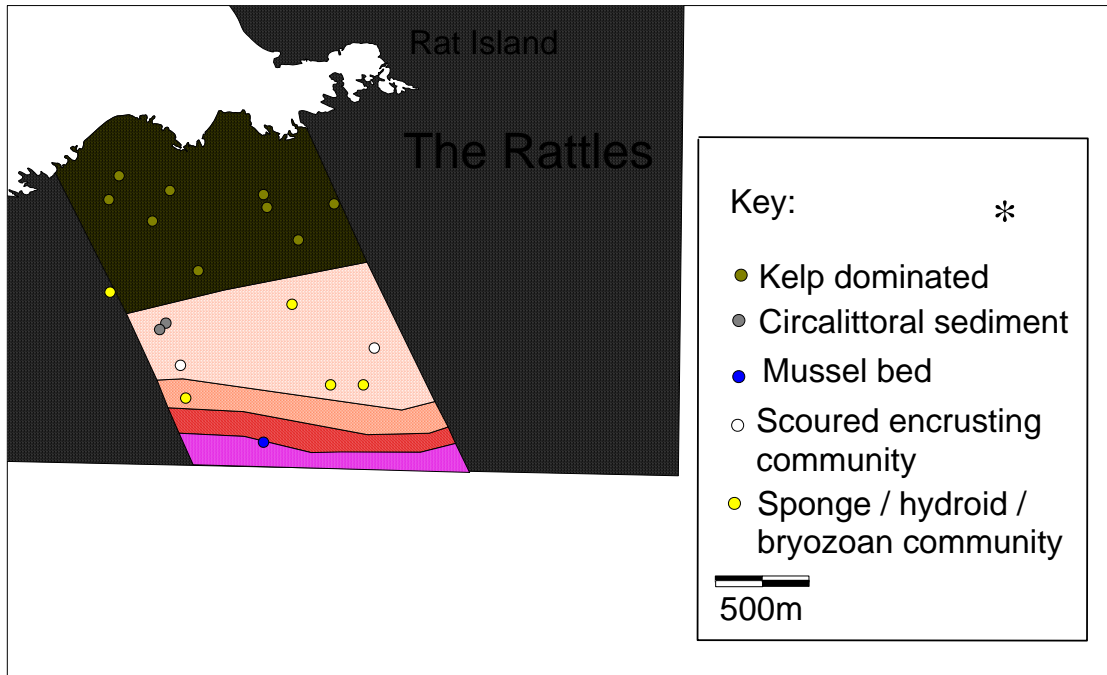 Rat Island
The Rattles
Key:
*
Kelp dominated
Circalittoral sediment
Mussel bed
Scoured encrusting
community
Sponge / hydroid /
bryozoan community
500m